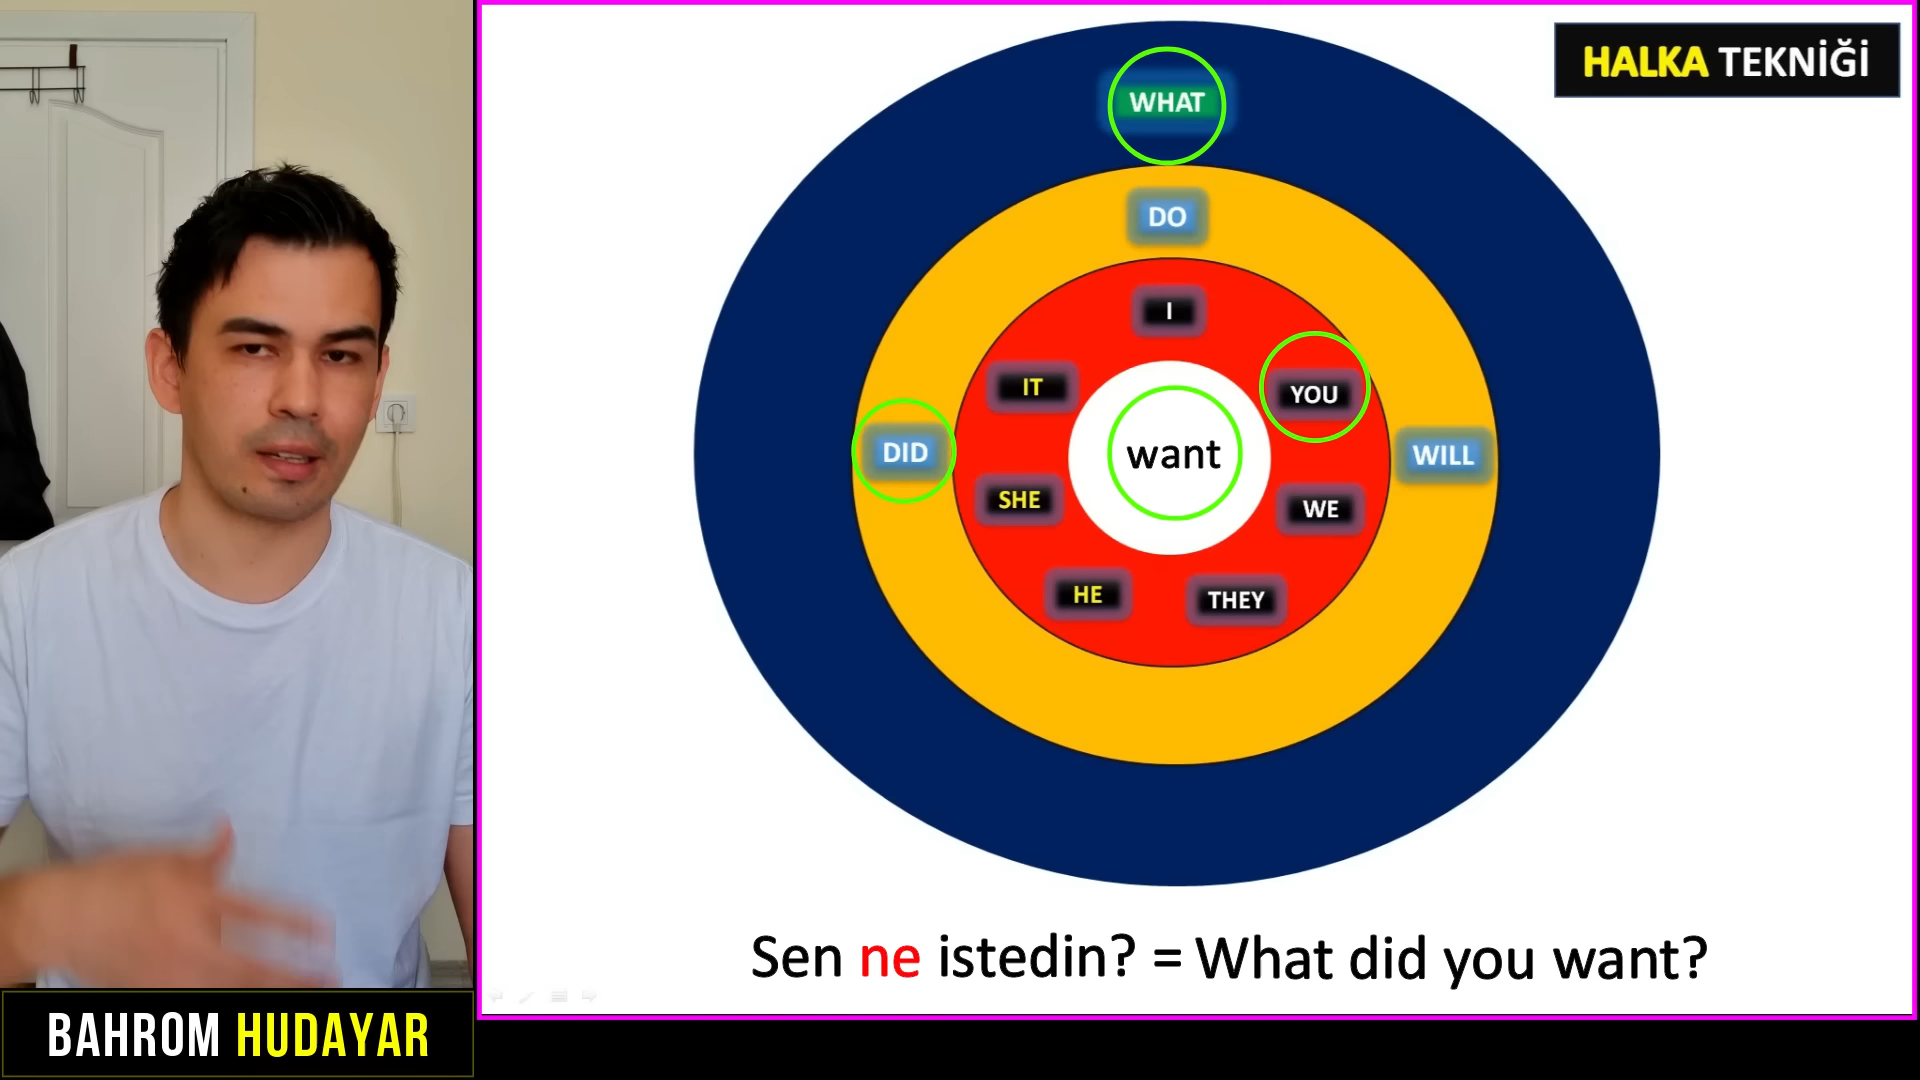 HALKA TEKNİĞİ
WHAT
DO
I
IT
YOU
DID
want
WILL
SHE
WE
HE
THEY
Sen ne istedin? = What did you want?
BAHROM HUDAYAR